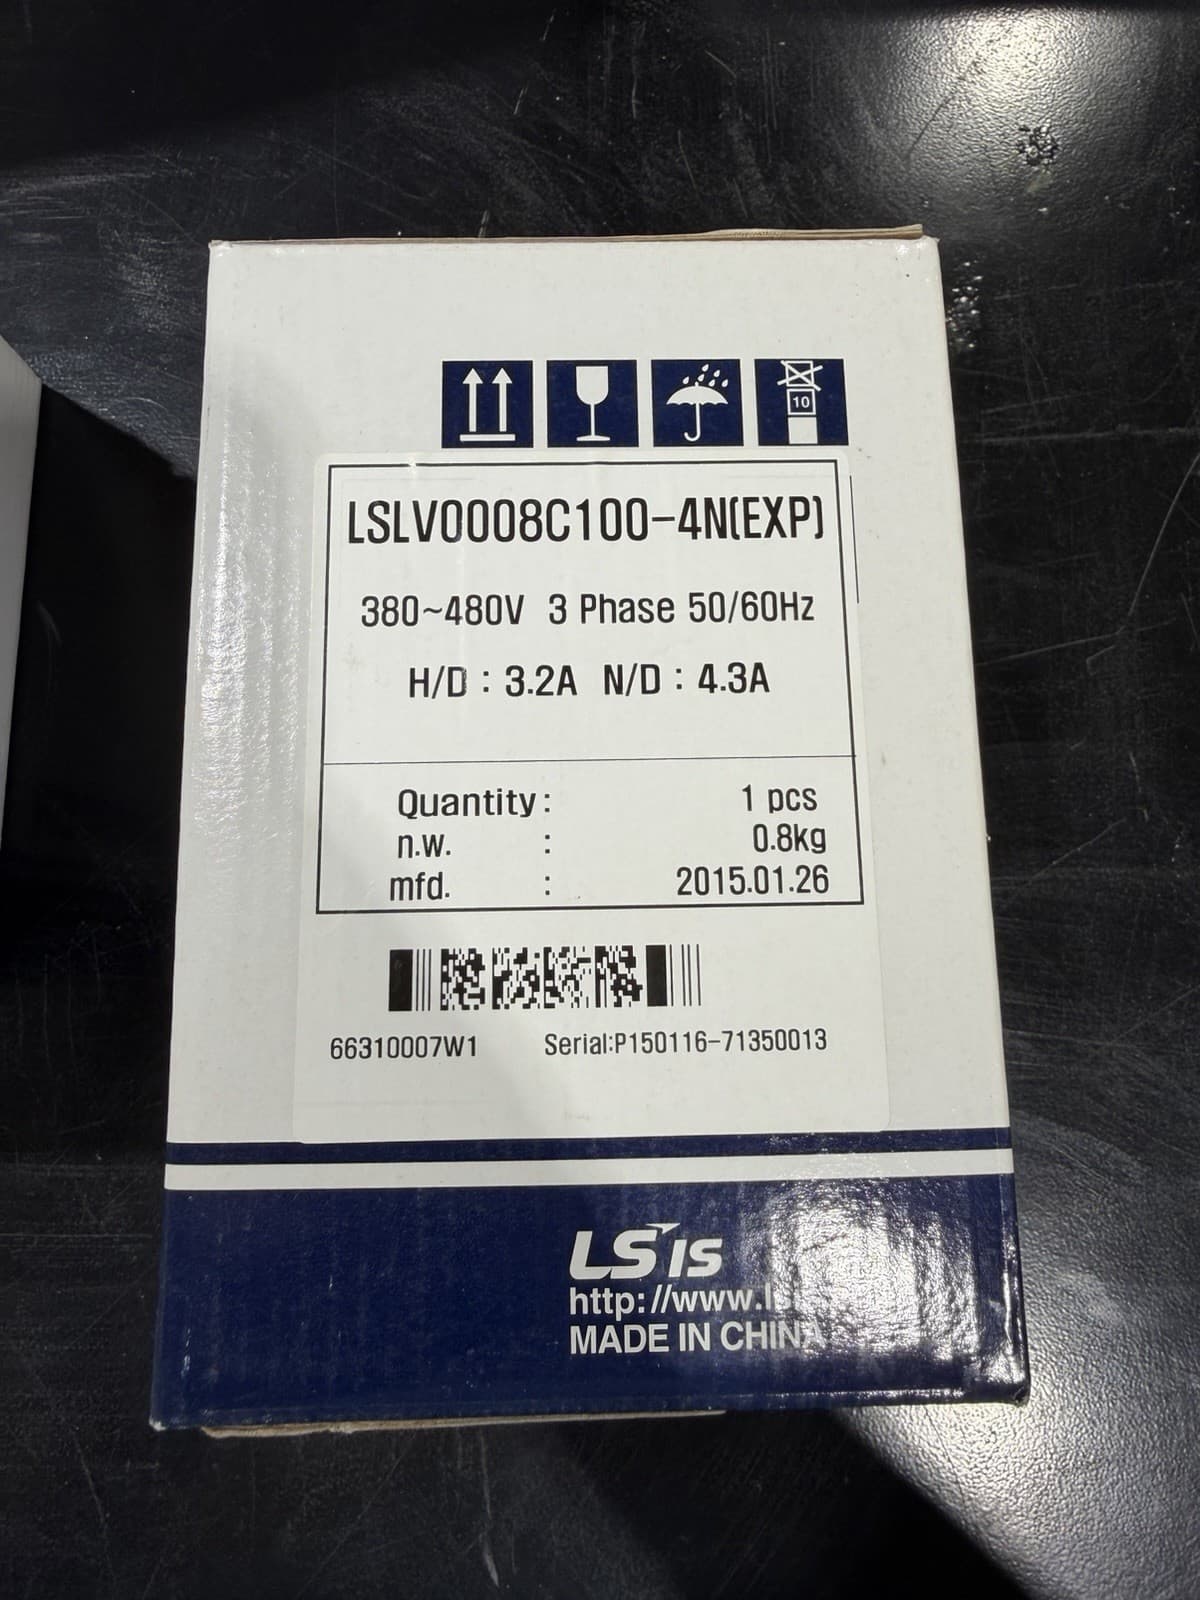 10
LSLV0008C100-4N(EXP)
380~480V 3 Phase 50/60Hz
H/D : 3.2A N/D : 4.3A
Quantity : 1 pcs
n.w. : 0.8kg
mfd. : 2015.01.26
66310007W1 Serial:P150116-71350013
LS IS
MADE IN CHINA